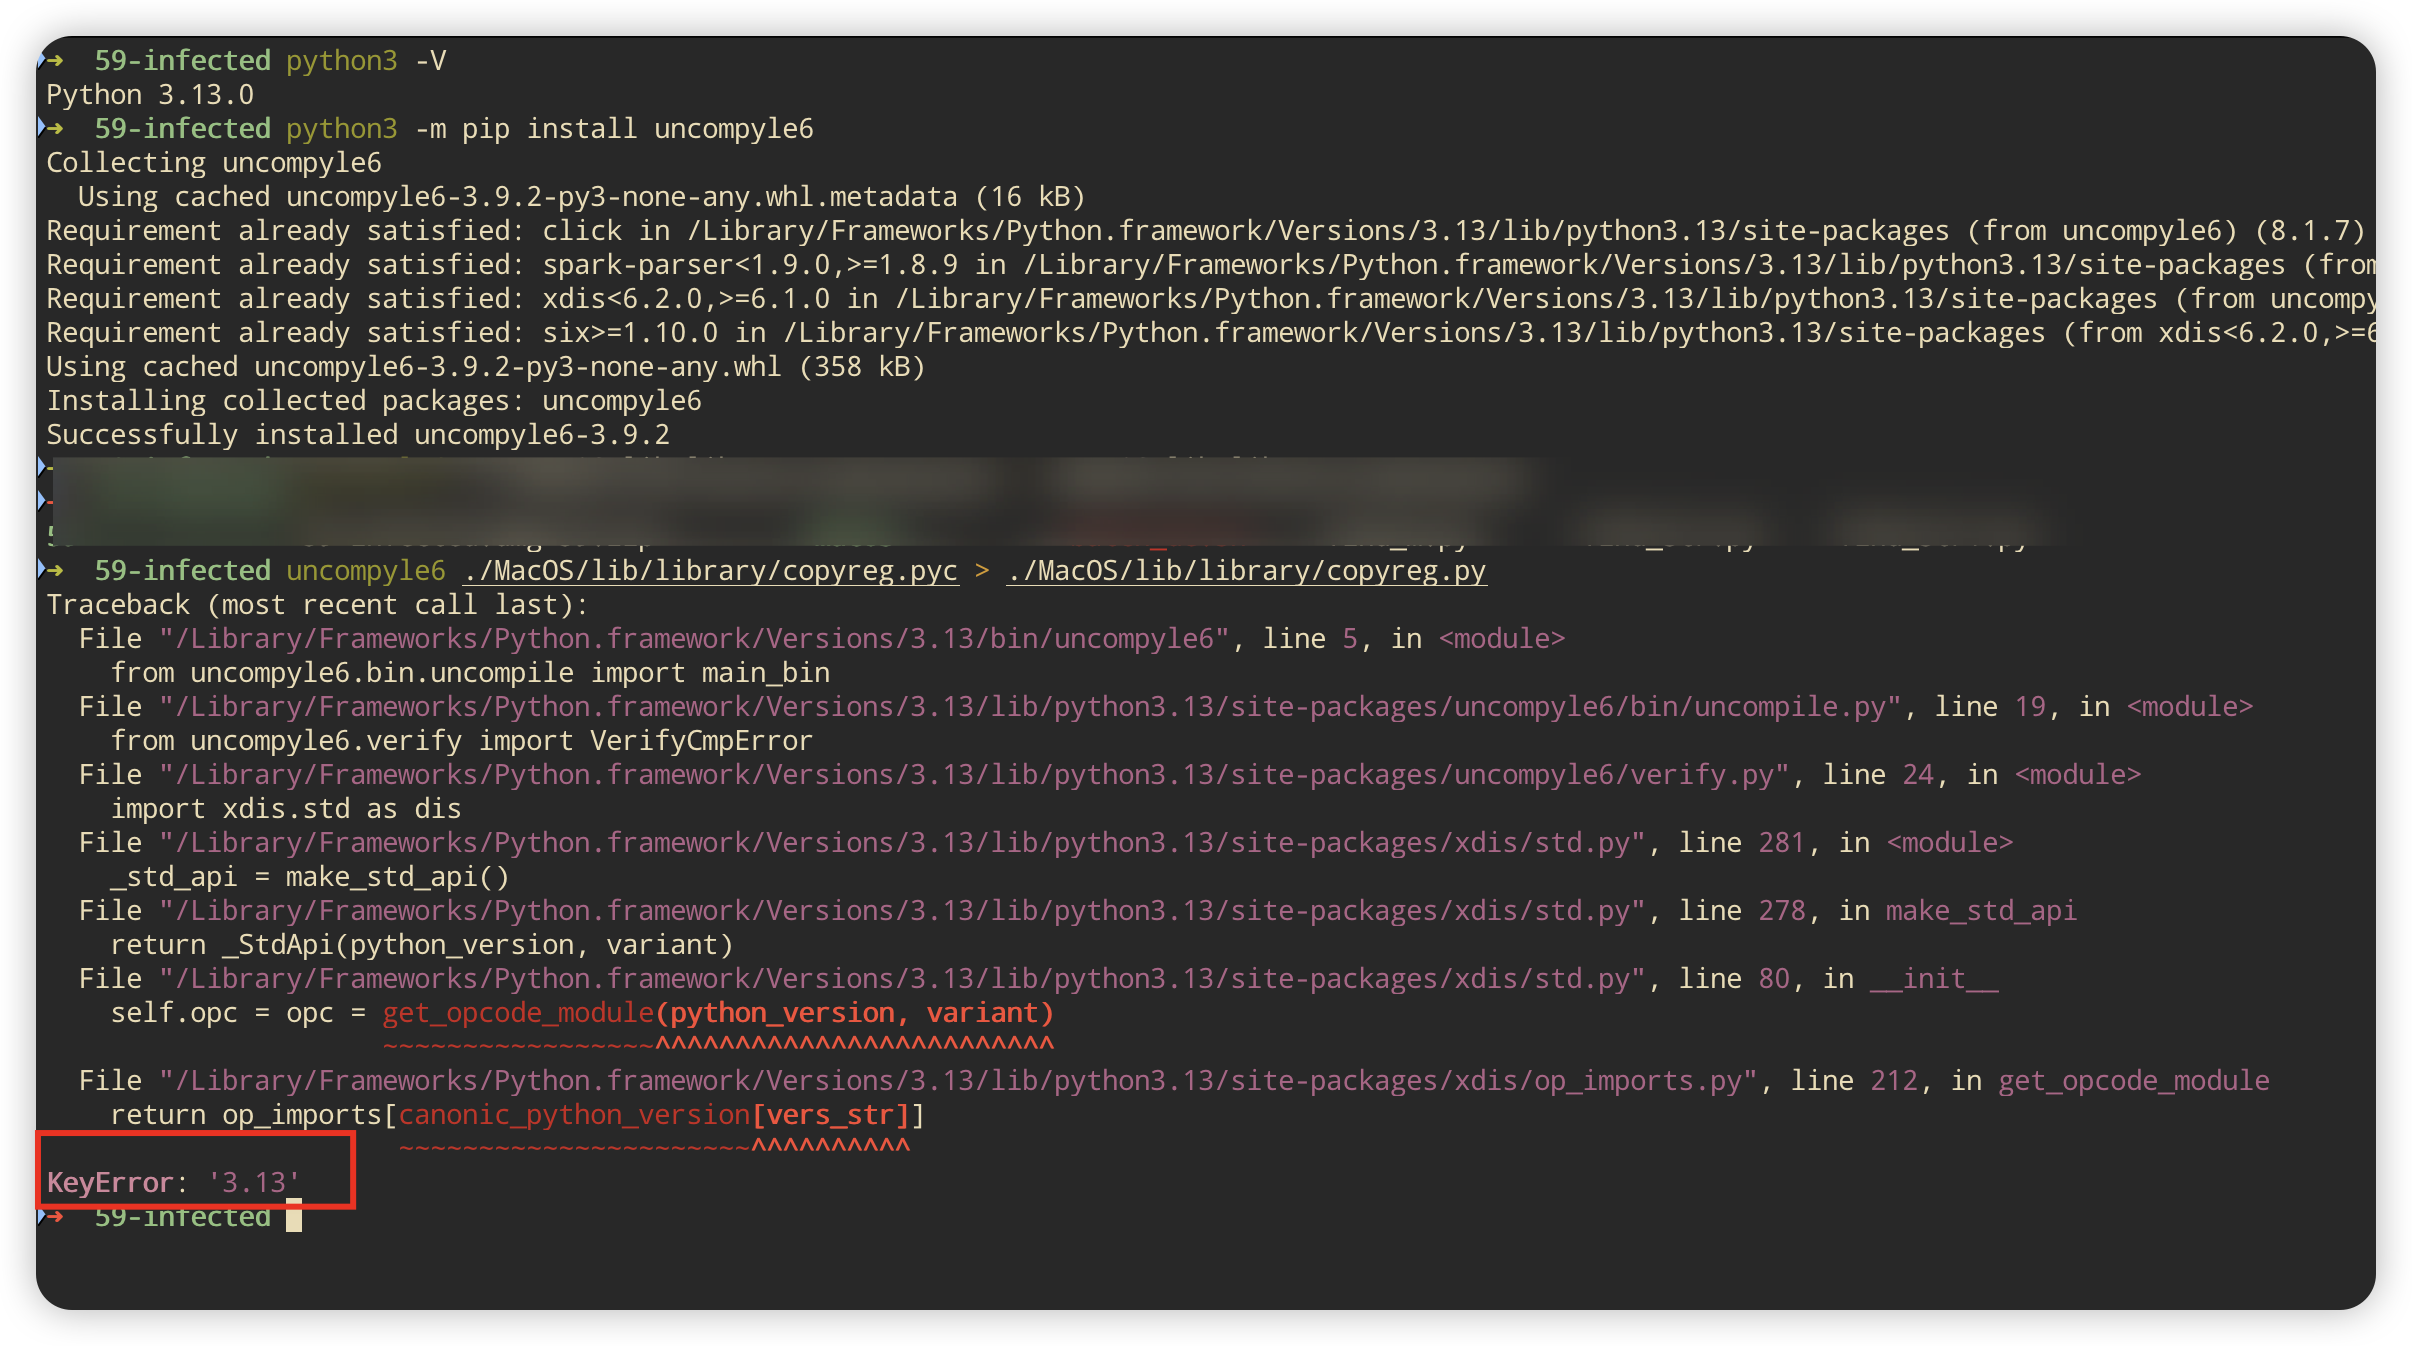 ➜ 59-infected python3 -V
Python 3.13.0
➜ 59-infected python3 -m pip install uncompyle6
Collecting uncompyle6
  Using cached uncompyle6-3.9.2-py3-none-any.whl.metadata (16 kB)
Requirement already satisfied: click in /Library/Frameworks/Python.framework/Versions/3.13/lib/python3.13/site-packages (from uncompyle6) (8.1.7)
Requirement already satisfied: spark-parser<1.9.0,>=1.8.9 in /Library/Frameworks/Python.framework/Versions/3.13/lib/python3.13/site-packages (from
Requirement already satisfied: xdis<6.2.0,>=6.1.0 in /Library/Frameworks/Python.framework/Versions/3.13/lib/python3.13/site-packages (from uncompy
Requirement already satisfied: six>=1.10.0 in /Library/Frameworks/Python.framework/Versions/3.13/lib/python3.13/site-packages (from xdis<6.2.0,>=6
Using cached uncompyle6-3.9.2-py3-none-any.whl (358 kB)
Installing collected packages: uncompyle6
Successfully installed uncompyle6-3.9.2
➜ 59-infected uncompyle6 ./MacOS/lib/library/copyreg.pyc > ./MacOS/lib/library/copyreg.py
Traceback (most recent call last):
  File "/Library/Frameworks/Python.framework/Versions/3.13/bin/uncompyle6", line 5, in <module>
    from uncompyle6.bin.uncompile import main_bin
  File "/Library/Frameworks/Python.framework/Versions/3.13/lib/python3.13/site-packages/uncompyle6/bin/uncompile.py", line 19, in <module>
    from uncompyle6.verify import VerifyCmpError
  File "/Library/Frameworks/Python.framework/Versions/3.13/lib/python3.13/site-packages/uncompyle6/verify.py", line 24, in <module>
    import xdis.std as dis
  File "/Library/Frameworks/Python.framework/Versions/3.13/lib/python3.13/site-packages/xdis/std.py", line 281, in <module>
    _std_api = make_std_api()
  File "/Library/Frameworks/Python.framework/Versions/3.13/lib/python3.13/site-packages/xdis/std.py", line 278, in make_std_api
    return _StdApi(python_version, variant)
  File "/Library/Frameworks/Python.framework/Versions/3.13/lib/python3.13/site-packages/xdis/std.py", line 80, in __init__
    self.opc = opc = get_opcode_module(python_version, variant)
                     ~~~~~~~~~~~~~~~~~^^^^^^^^^^^^^^^^^^^^^^^^^
  File "/Library/Frameworks/Python.framework/Versions/3.13/lib/python3.13/site-packages/xdis/op_imports.py", line 212, in get_opcode_module
    return op_imports[canonic_python_version[vers_str]]
                      ~~~~~~~~~~~~~~~~~~~~~~^^^^^^^^^^
KeyError: '3.13'
➜ 59-infected